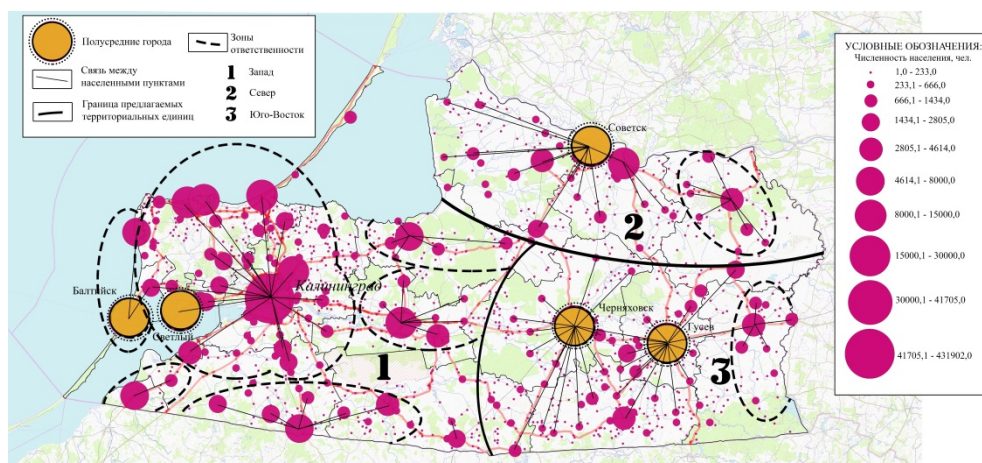 Полусредние города
Зоны
ответственности
Связь между
населенными пунктами
Граница предлагаемых
территориальных единиц
1 Запад
2 Север
3 Юго-Восток
УСЛОВНЫЕ ОБОЗНАЧЕНИЯ:
Численность населения, чел.
1,0 - 233,0
233,1 - 666,0
666,1 - 1434,0
1434,1 - 2805,0
2805,1 - 4614,0
4614,1 - 8000,0
8000,1 - 15000,0
15000,1 - 30000,0
30000,1 - 41705,0
41705,1 - 431902,0
Советск
2
Калининград
Балтийск
Светлый
Черняховск
Гусев
1
3